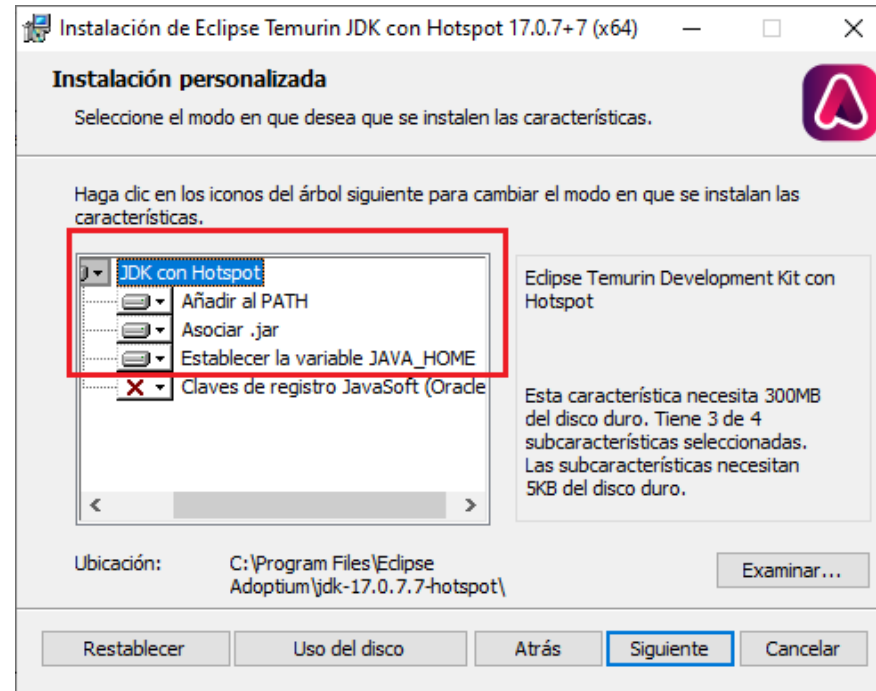 Instalación de Eclipse Temurin JDK con Hotspot 17.0.7+7 (x64)
Instalación personalizada
Seleccione el modo en que desea que se instalen las características.
Haga clic en los iconos del árbol siguiente para cambiar el modo en que se instalan las
características.
JDK con Hotspot
Añadir al PATH
Asociar .jar
Establecer la variable JAVA_HOME
Claves de registro JavaSoft (Oracle
Eclipse Temurin Development Kit con
Hotspot
Esta característica necesita 300MB
del disco duro. Tiene 3 de 4
subcaracterísticas seleccionadas.
Las subcaracterísticas necesitan
5KB del disco duro.
Ubicación:
C:\Program Files\Eclipse
Adoptium\jdk-17.0.7.7-hotspot\
Examinar...
Restablecer
Uso del disco
Atrás
Siguiente
Cancelar